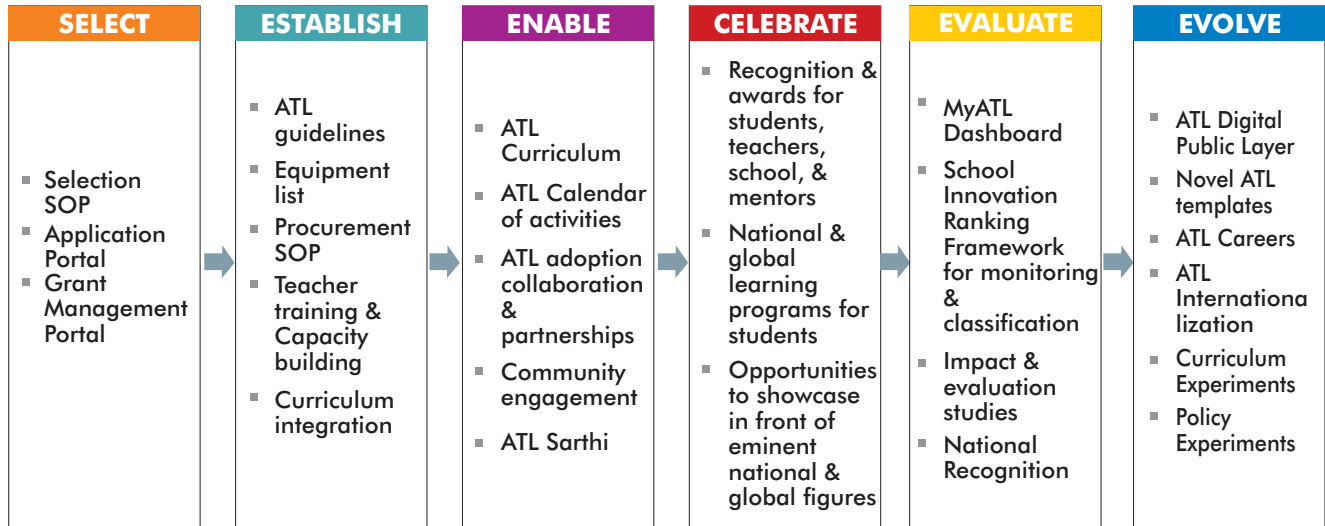 SELECT
Selection
SOP
Application
Portal
Grant
Management
Portal
ESTABLISH
ATL
guidelines
Equipment
list
Procurement
SOP
Teacher
training &
Capacity
building
Curriculum
integration
ENABLE
ATL
Curriculum
ATL Calendar
of activities
ATL adoption
collaboration
&
partnerships
Community
engagement
ATL Sarthi
CELEBRATE
Recognition &
awards for
students,
teachers,
school, &
mentors
National &
global
learning
programs for
students
Opportunities
to showcase
in front of
eminent
national &
global figures
EVALUATE
MyATL
Dashboard
School
Innovation
Ranking
Framework
for monitoring
&
classification
Impact &
evaluation
studies
National
Recognition
EVOLVE
ATL Digital
Public Layer
Novel ATL
templates
ATL Careers
ATL
Internationa
lization
Curriculum
Experiments
Policy
Experiments